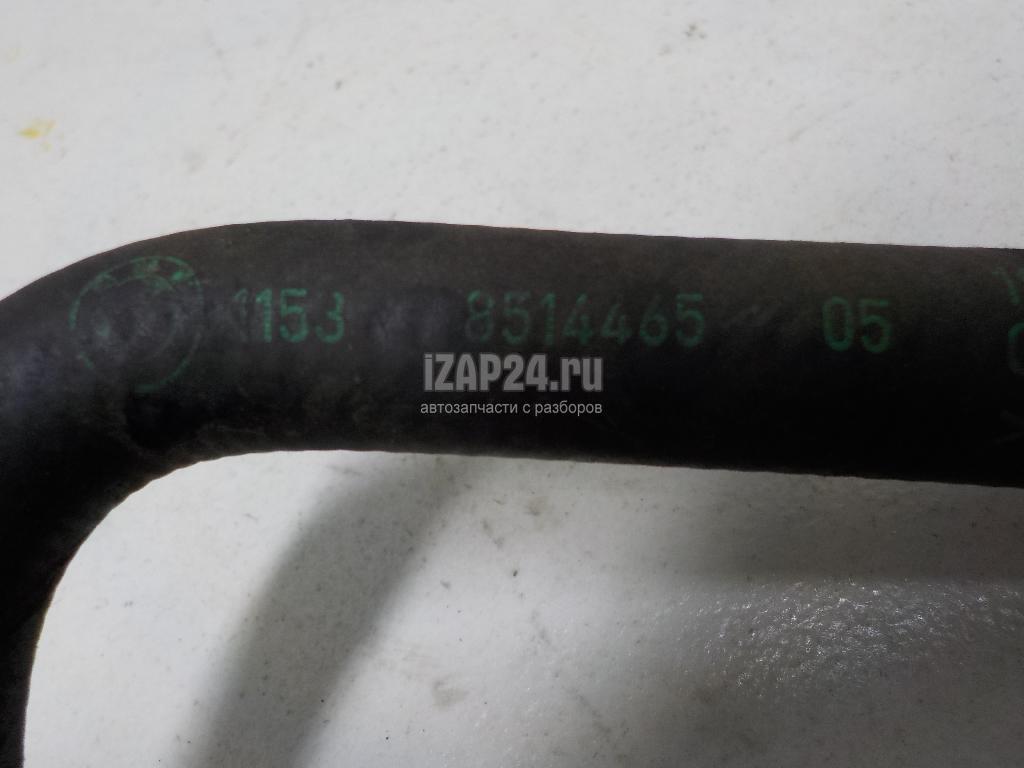 1153 8514465 05
iZAP24.ru
автозапчасти с разборов